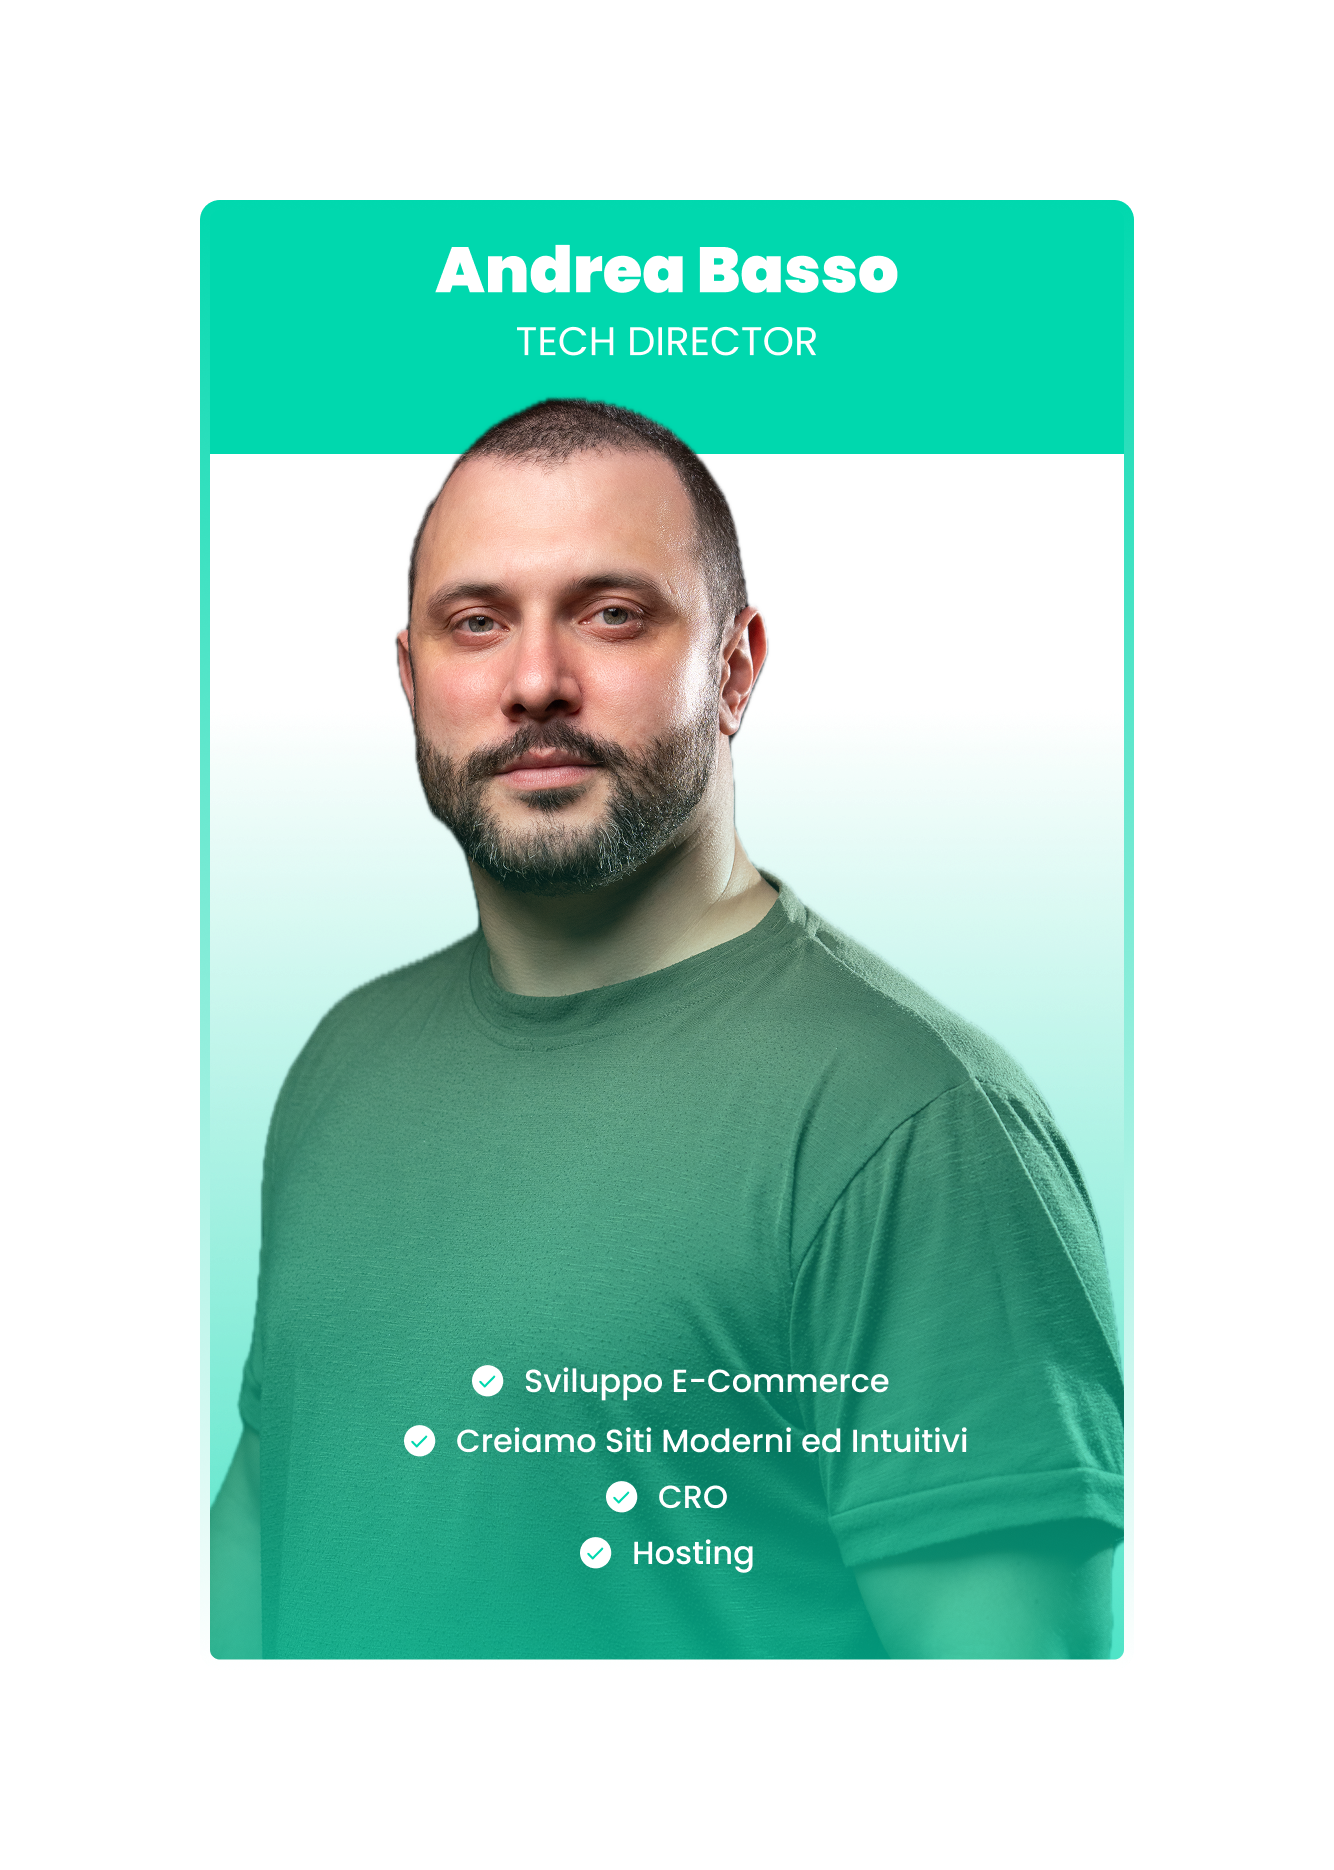 Andrea Basso
TECH DIRECTOR
Sviluppo E-Commerce
Creiamo Siti Moderni ed Intuitivi
CRO
Hosting